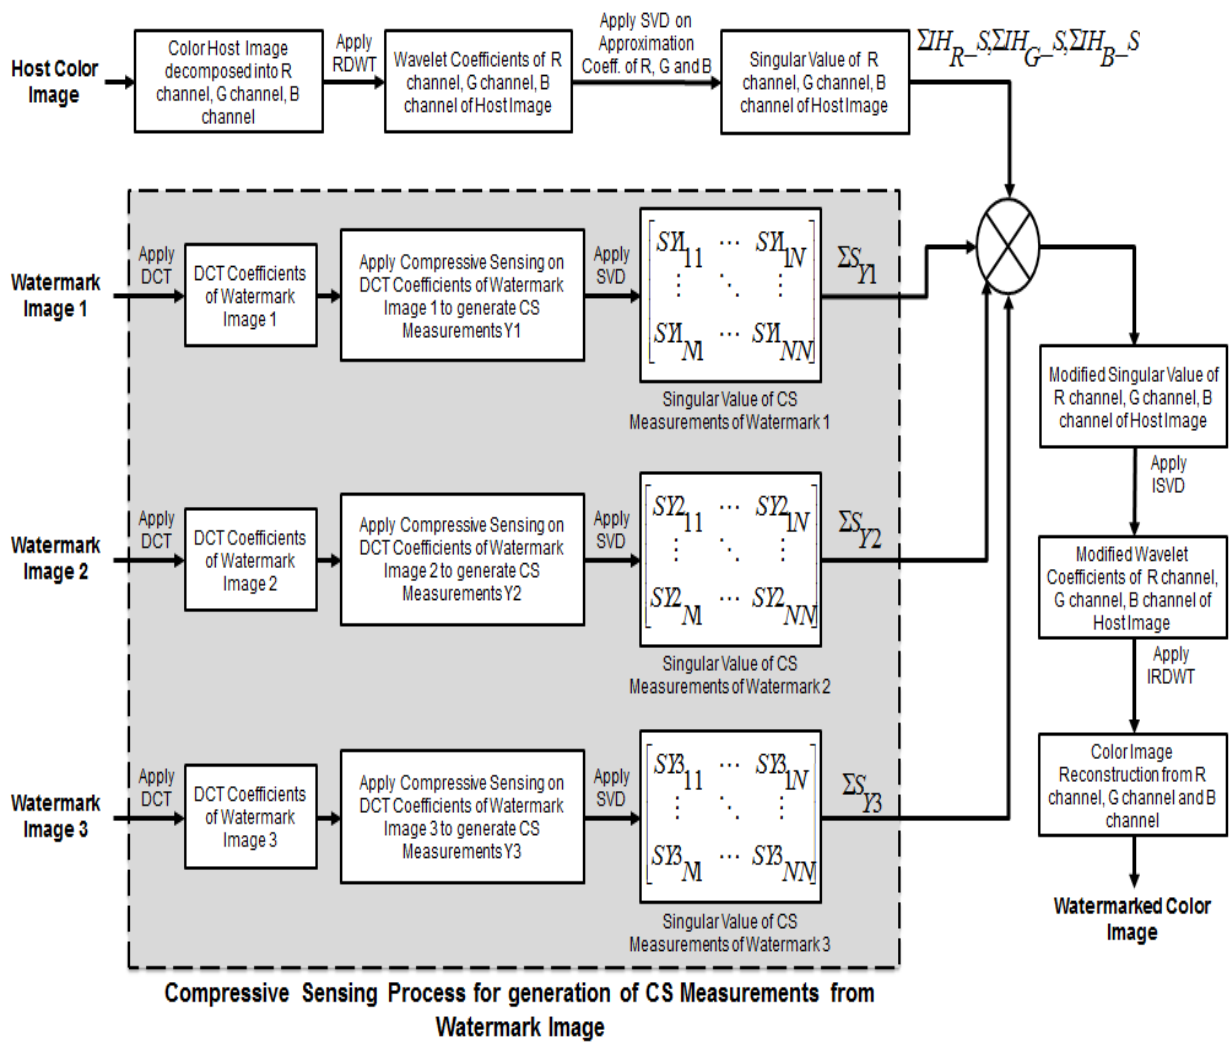 Host Color
Image
Color Host Image
decomposed into R
channel, G channel, B
channel
Apply
RDWT
Wavelet Coefficients of R
channel, G channel, B
channel of Host Image
Apply SVD on
Approximation
Coeff. of R, G and B
Singular Value of R
channel, G channel, B
channel of Host Image
ΣIH_R_S,ΣIH_G_S,ΣIH_B_S
Watermark
Image 1
Apply
DCT
DCT Coefficients
of Watermark
Image 1
Apply Compressive Sensing on
DCT Coefficients of Watermark
Image 1 to generate CS
Measurements Y1
Apply
SVD
SY1_11 ⋯ SY1_1N
⋮ ⋱ ⋮
SY1_N1 ⋯ SY1_NN
Singular Value of CS
Measurements of Watermark 1
ΣS_Y1
Watermark
Image 2
Apply
DCT
DCT Coefficients
of Watermark
Image 2
Apply Compressive Sensing on
DCT Coefficients of Watermark
Image 2 to generate CS
Measurements Y2
Apply
SVD
SY2_11 ⋯ SY2_1N
⋮ ⋱ ⋮
SY2_N1 ⋯ SY2_NN
Singular Value of CS
Measurements of Watermark 2
ΣS_Y2
Watermark
Image 3
Apply
DCT
DCT Coefficients
of Watermark
Image 3
Apply Compressive Sensing on
DCT Coefficients of Watermark
Image 3 to generate CS
Measurements Y3
Apply
SVD
SY3_11 ⋯ SY3_1N
⋮ ⋱ ⋮
SY3_N1 ⋯ SY3_NN
Singular Value of CS
Measurements of Watermark 3
ΣS_Y3
Modified Singular Value of
R channel, G channel, B
channel of Host Image
Apply
ISVD
Modified Wavelet
Coefficients of R channel,
G channel, B channel of
Host Image
Apply
IRDWT
Color Image
Reconstruction from R
channel, G channel and B
channel
Watermarked Color
Image
Compressive Sensing Process for generation of CS Measurements from
Watermark Image